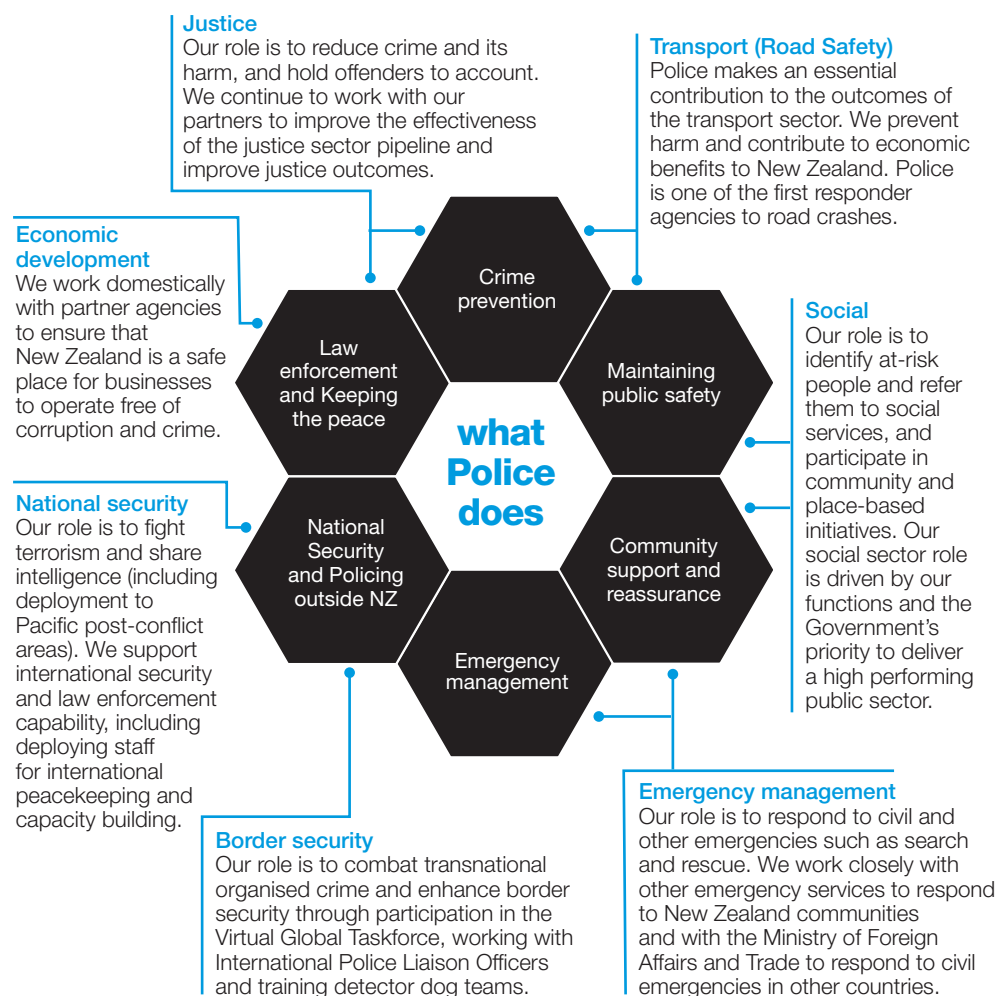 Justice
Our role is to reduce crime and its
harm, and hold offenders to account.
We continue to work with our
partners to improve the effectiveness
of the justice sector pipeline and
improve justice outcomes.
Transport (Road Safety)
Police makes an essential
contribution to the outcomes of
the transport sector. We prevent
harm and contribute to economic
benefits to New Zealand. Police
is one of the first responder
agencies to road crashes.
Economic
development
We work domestically
with partner agencies
to ensure that
New Zealand is a safe
place for businesses
to operate free of
corruption and crime.
Crime
prevention
Law
enforcement
and Keeping
the peace
Maintaining
public safety
what
Police
does
National
Security
and Policing
outside NZ
Community
support and
reassurance
Emergency
management
Social
Our role is to
identify at-risk
people and refer
them to social
services, and
participate in
community and
place-based
initiatives. Our
social sector role
is driven by our
functions and the
Government's
priority to deliver
a high performing
public sector.
National security
Our role is to fight
terrorism and share
intelligence (including
deployment to
Pacific post-conflict
areas). We support
international security
and law enforcement
capability, including
deploying staff
for international
peacekeeping and
capacity building.
Border security
Our role is to combat transnational
organised crime and enhance border
security through participation in the
Virtual Global Taskforce, working with
International Police Liaison Officers
and training detector dog teams.
Emergency management
Our role is to respond to civil and
other emergencies such as search
and rescue. We work closely with
other emergency services to respond
to New Zealand communities
and with the Ministry of Foreign
Affairs and Trade to respond to civil
emergencies in other countries.